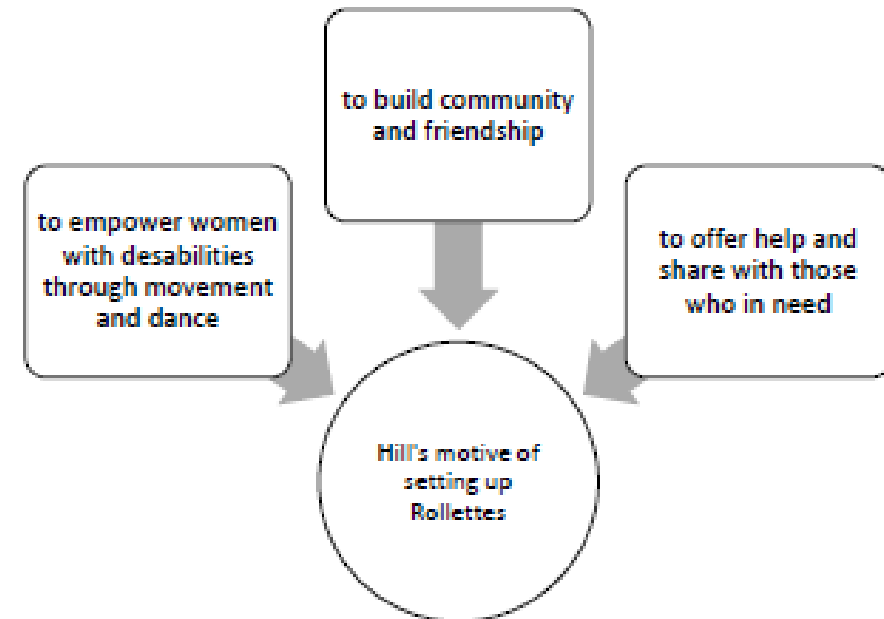 to build community
and friendship
to empower women
with desabilities
through movement
and dance
to offer help and
share with those
who in need
Hill's motive of
setting up
Rollettes